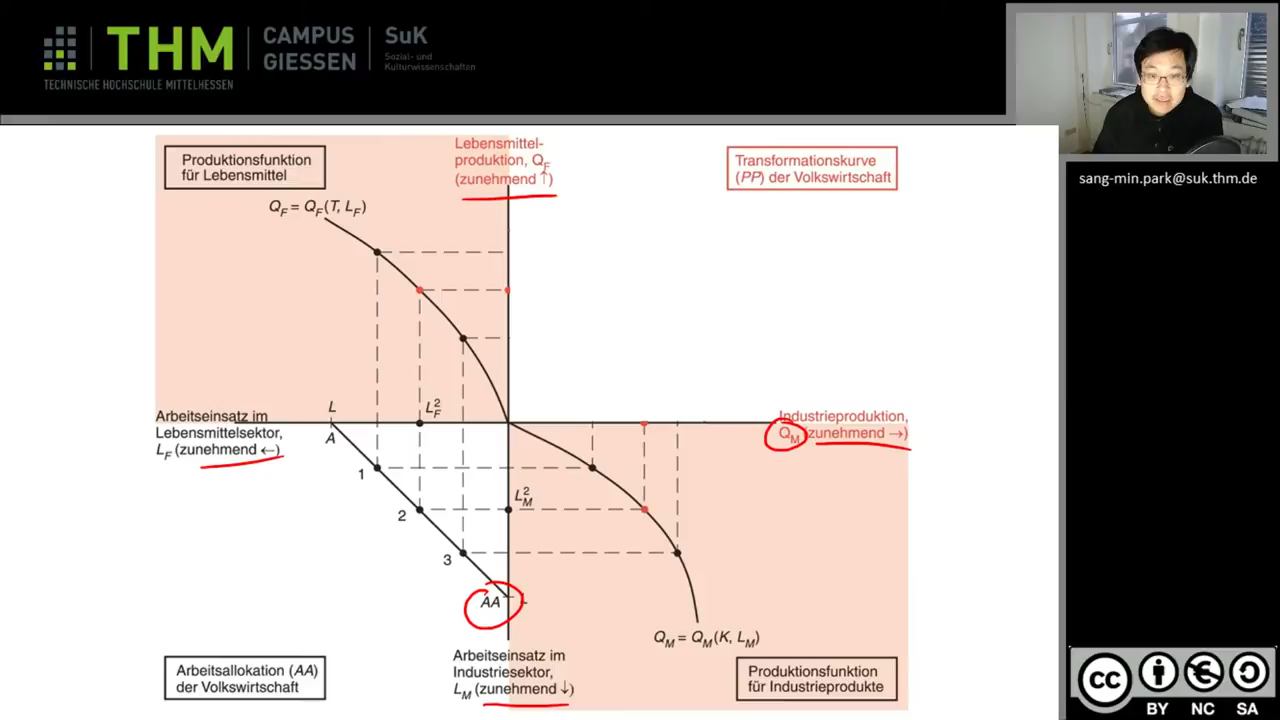 THM
CAMPUS
GIESSEN
SuK
Sozial- und
Kulturwissenschaften
TECHNISCHE HOCHSCHULE MITTELHESSEN
sang-min.park@suk.thm.de
Produktionsfunktion
für Lebensmittel
Lebensmittel-
produktion, Q_F
(zunehmend ↑)
Transformationskurve
(PP) der Volkswirtschaft
Q_F = Q_F(T, L_F)
Arbeitseinsatz im
Lebensmittelsektor,
L_F (zunehmend ←)
L
A
L_F^2
Industrieproduktion,
Q_M (zunehmend →)
1
2
3
L_M^2
AA
Q_M = Q_M(K, L_M)
Arbeitsallokation (AA)
der Volkswirtschaft
Arbeitseinsatz im
Industriesektor,
L_M (zunehmend ↓)
Produktionsfunktion
für Industrieprodukte
cc
BY NC SA